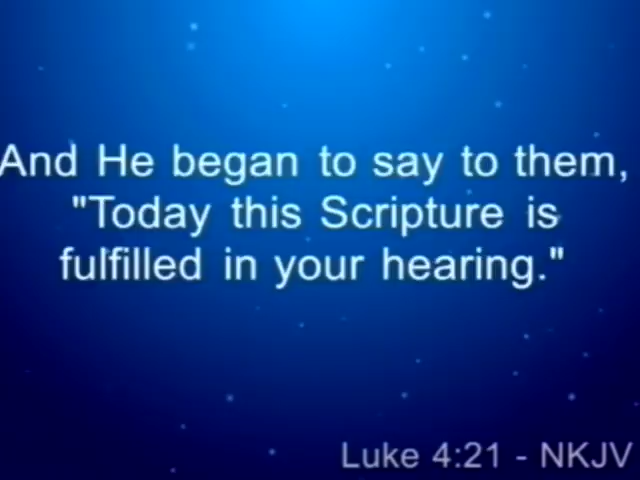 And He began to say to them,
"Today this Scripture is
fulfilled in your hearing."
Luke 4:21 - NKJV